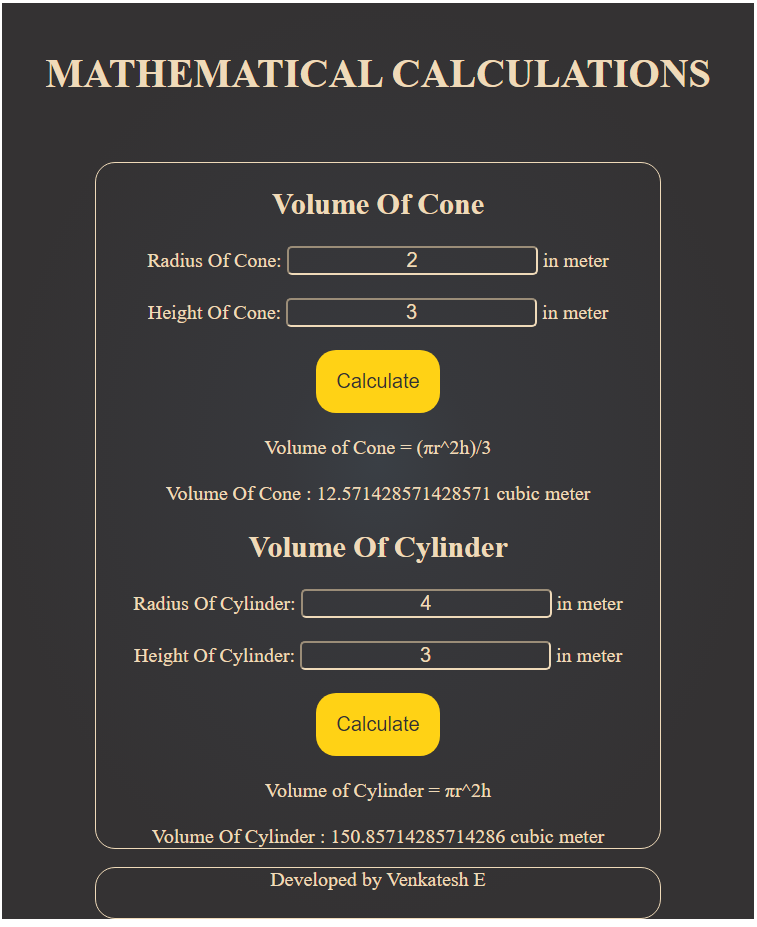 MATHEMATICAL CALCULATIONS
Volume Of Cone
Radius Of Cone: 2 in meter
Height Of Cone: 3 in meter
Calculate
Volume of Cone = (πr^2h)/3
Volume Of Cone : 12.571428571428571 cubic meter
Volume Of Cylinder
Radius Of Cylinder: 4 in meter
Height Of Cylinder: 3 in meter
Calculate
Volume of Cylinder = πr^2h
Volume Of Cylinder : 150.85714285714286 cubic meter
Developed by Venkatesh E